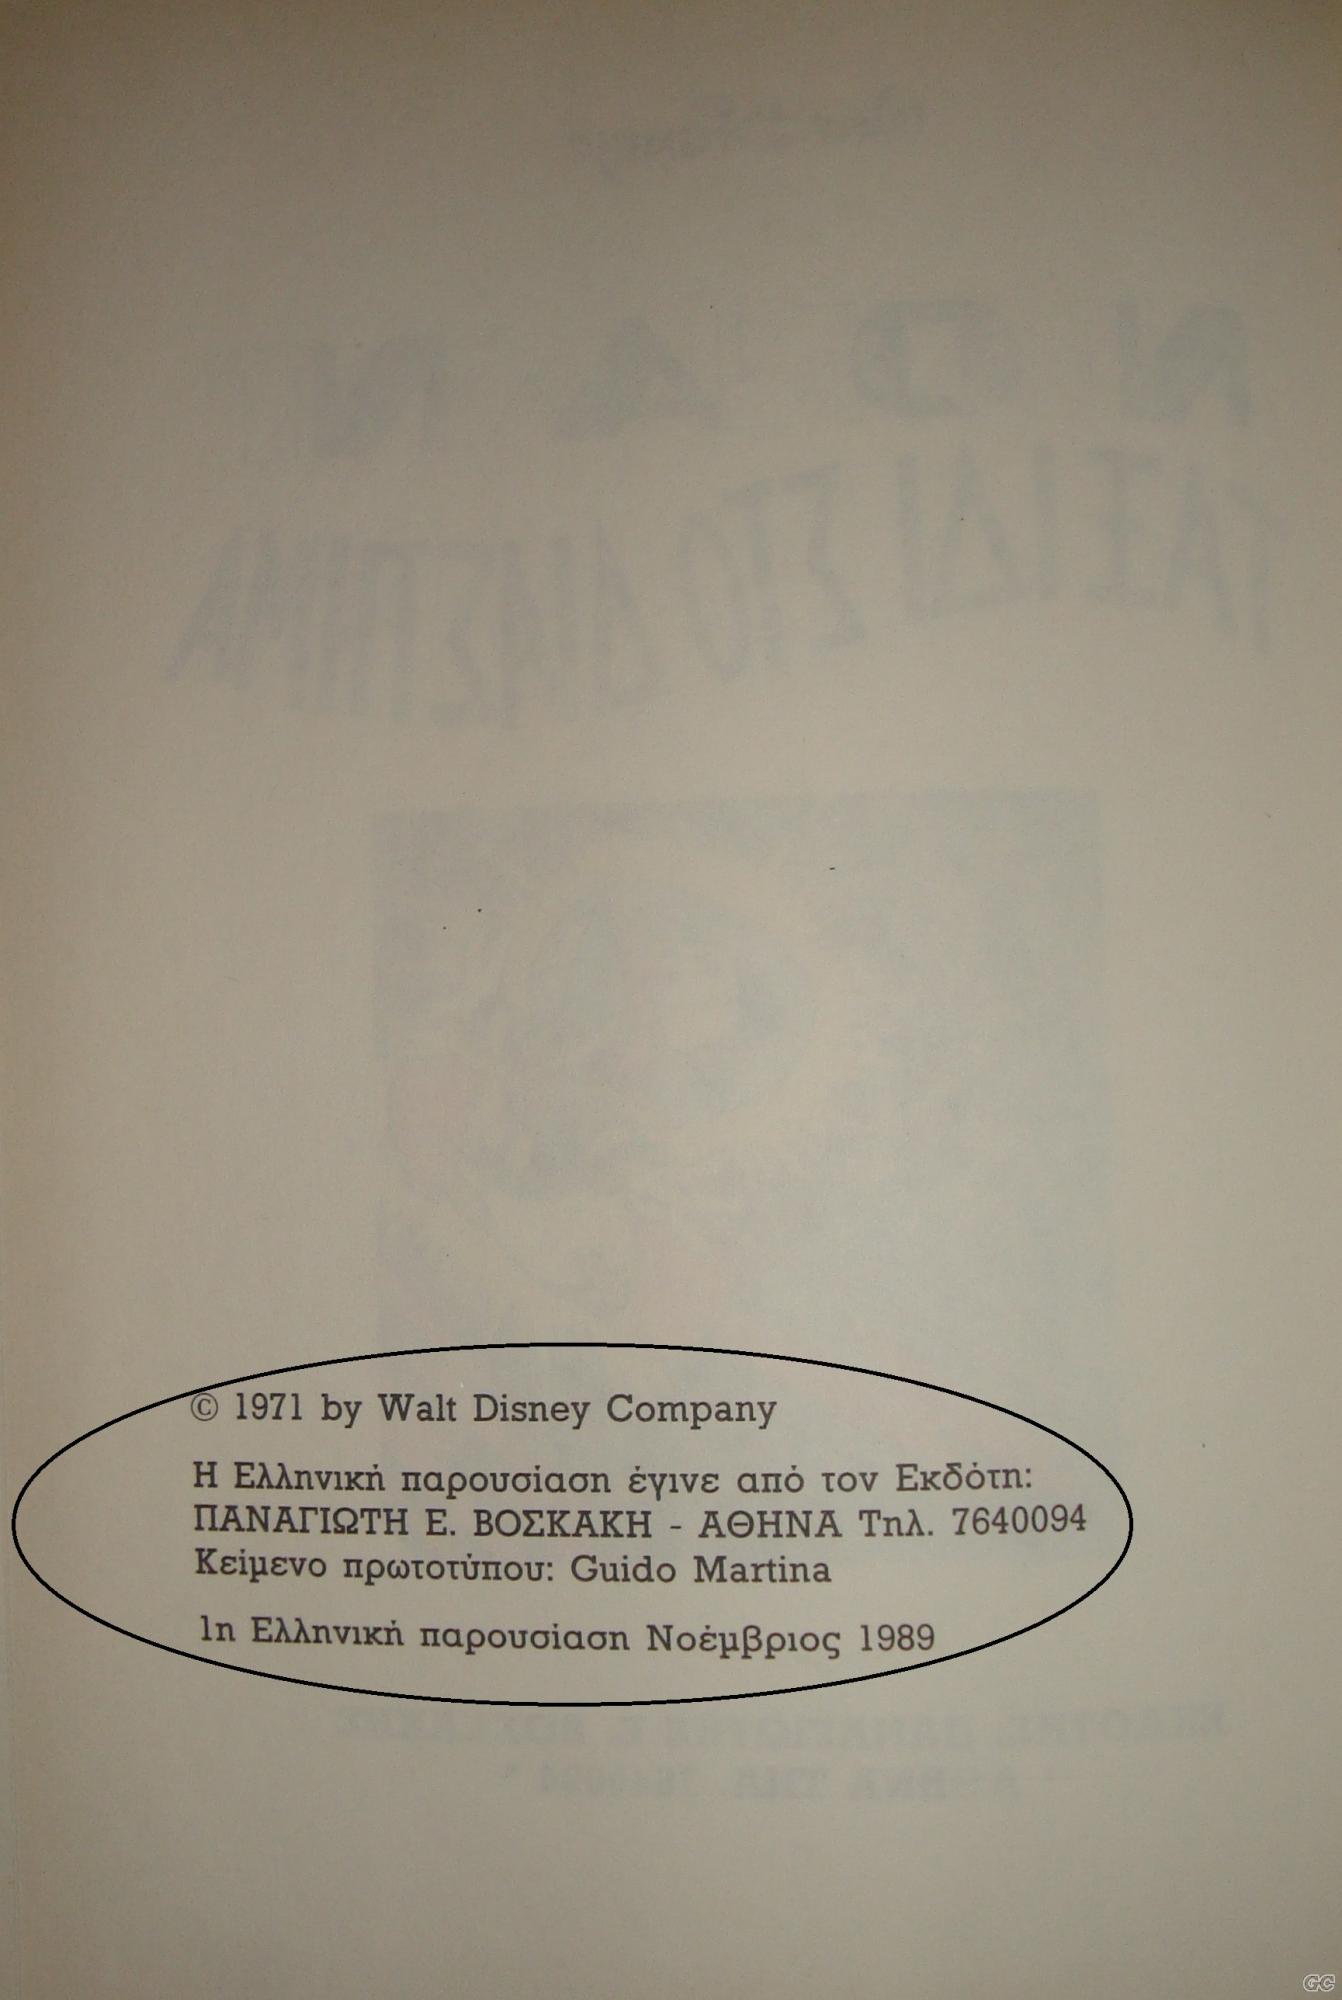 © 1971 by Walt Disney Company
Η Ελληνική παρουσίαση έγινε από τον Εκδότη:
ΠΑΝΑΓΙΩΤΗ Ε. ΒΟΣΚΑΚΗ - ΑΘΗΝΑ Τηλ. 7640094
Κείμενο πρωτοτύπου: Guido Martina
1η Ελληνική παρουσίαση Νοέμβριος 1989
GC